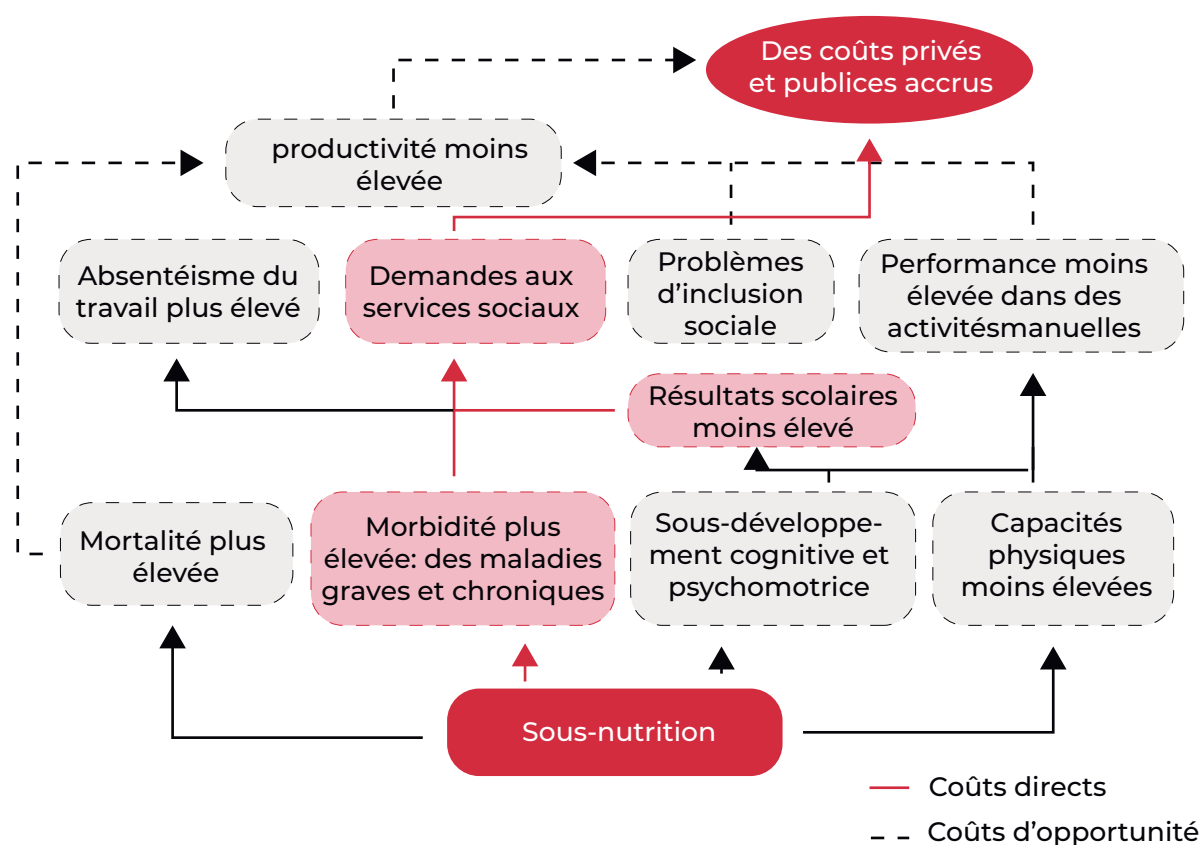 Des coûts privés
et publices accrus
productivité moins
élevée
Absentéisme du
travail plus élevé
Demandes aux
services sociaux
Problèmes
d'inclusion
sociale
Performance moins
élevée dans des
activitésmanuelles
Résultats scolaires
moins élevé
Mortalité plus
élevée
Morbidité plus
élevée: des maladies
graves et chroniques
Sous-développe-
ment cognitive et
psychomotrice
Capacités
physiques
moins élevées
Sous-nutrition
Coûts directs
Coûts d'opportunité